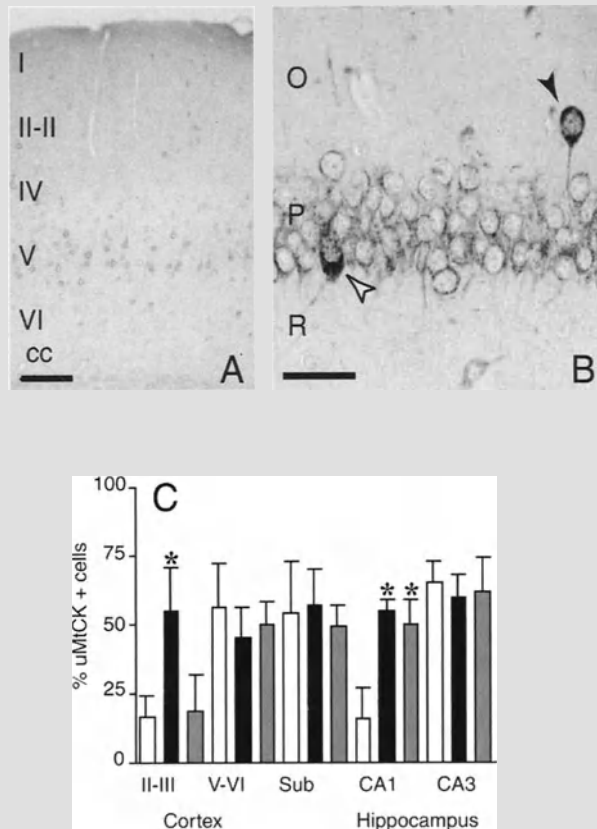 I
II-II
IV
V
VI
cc
A
O
P
R
B
C
% uMtCK + cells
100
75
50
25
0
*
* *
II-III V-VI Sub CA1 CA3
Cortex Hippocampus